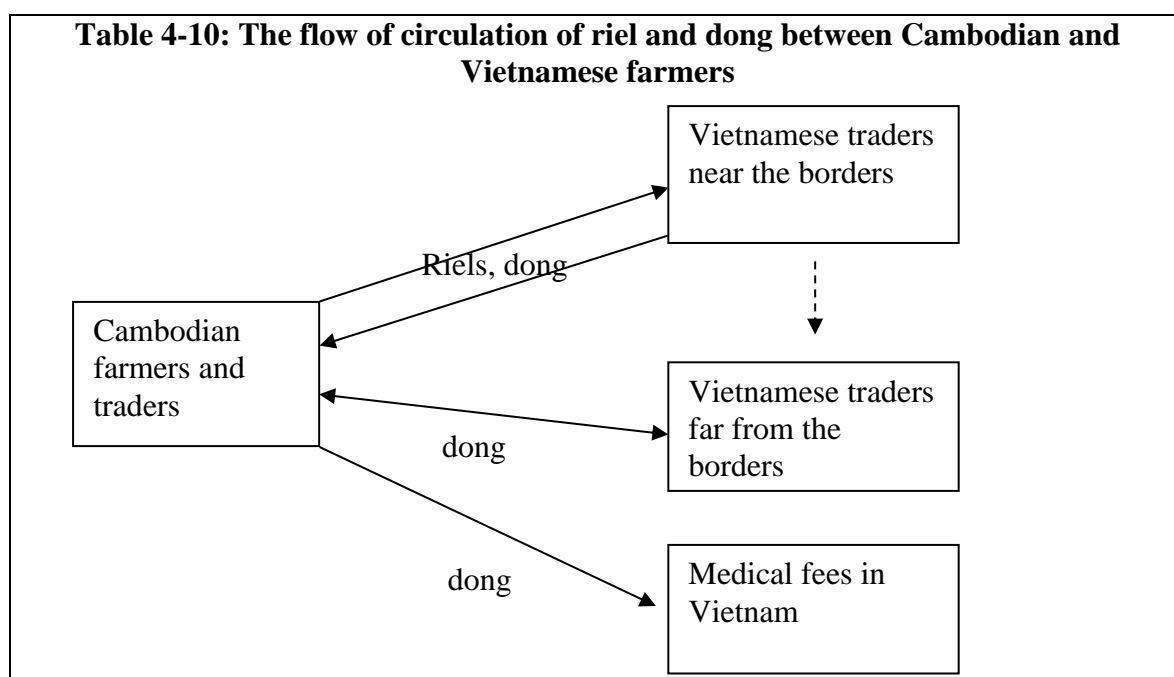 Table 4-10: The flow of circulation of riel and dong between Cambodian and
Vietnamese farmers
Vietnamese traders
near the borders
Riels, dong
Cambodian
farmers and
traders
Vietnamese traders
far from the
borders
dong
Medical fees in
Vietnam
dong